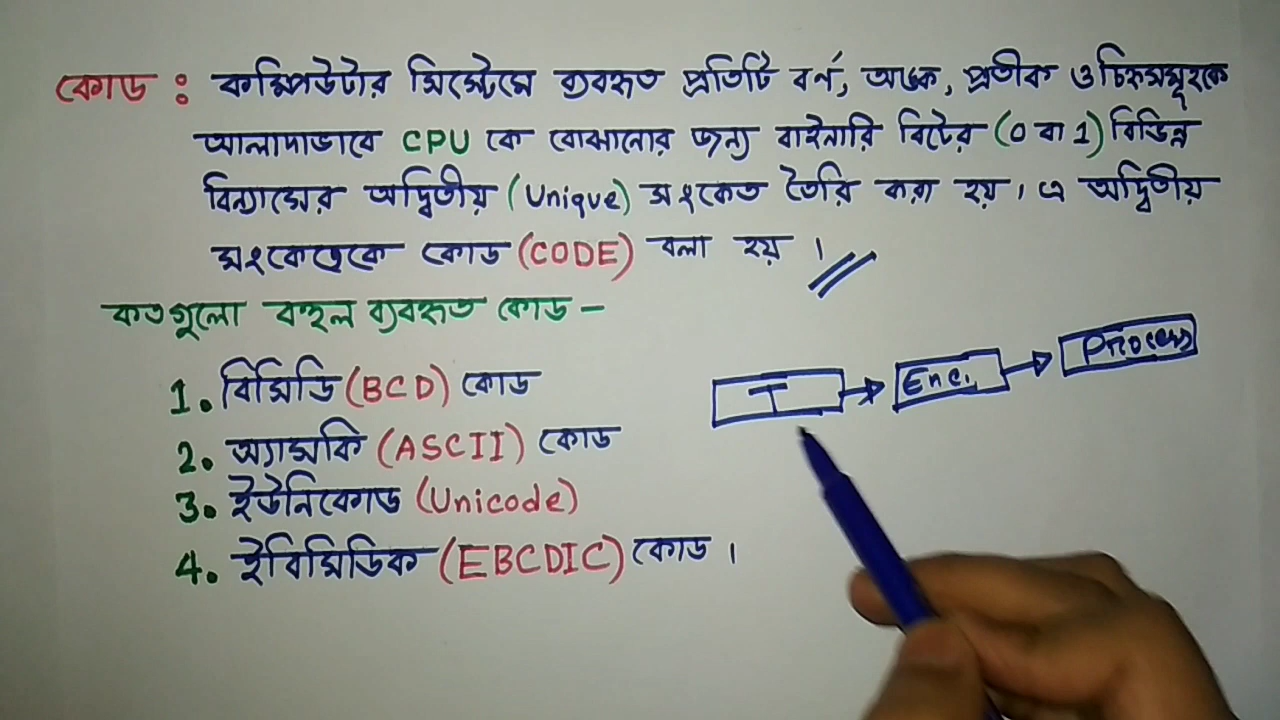 কোড : কম্পিউটার সিস্টেমে ব্যবহৃত প্রতিটি বর্ণ, অঙ্ক, প্রতীক ও চিহ্নসমূহকে
আলাদাভাবে CPU কে বোঝানোর জন্য বাইনারি বিটের (0 বা 1) বিভিন্ন
বিন্যাসের অদ্বিতীয় (Unique) সংকেত তৈরি করা হয়। এ অদ্বিতীয়
সংকেতকে কোড (CODE) বলা হয়।
কতগুলো বহুল ব্যবহৃত কোড –
1. বিসিডি (BCD) কোড
2. অ্যাসকি (ASCII) কোড
3. ইউনিকোড (Unicode)
4. ইবিসিডিক (EBCDIC) কোড।
T
Enc.
Process